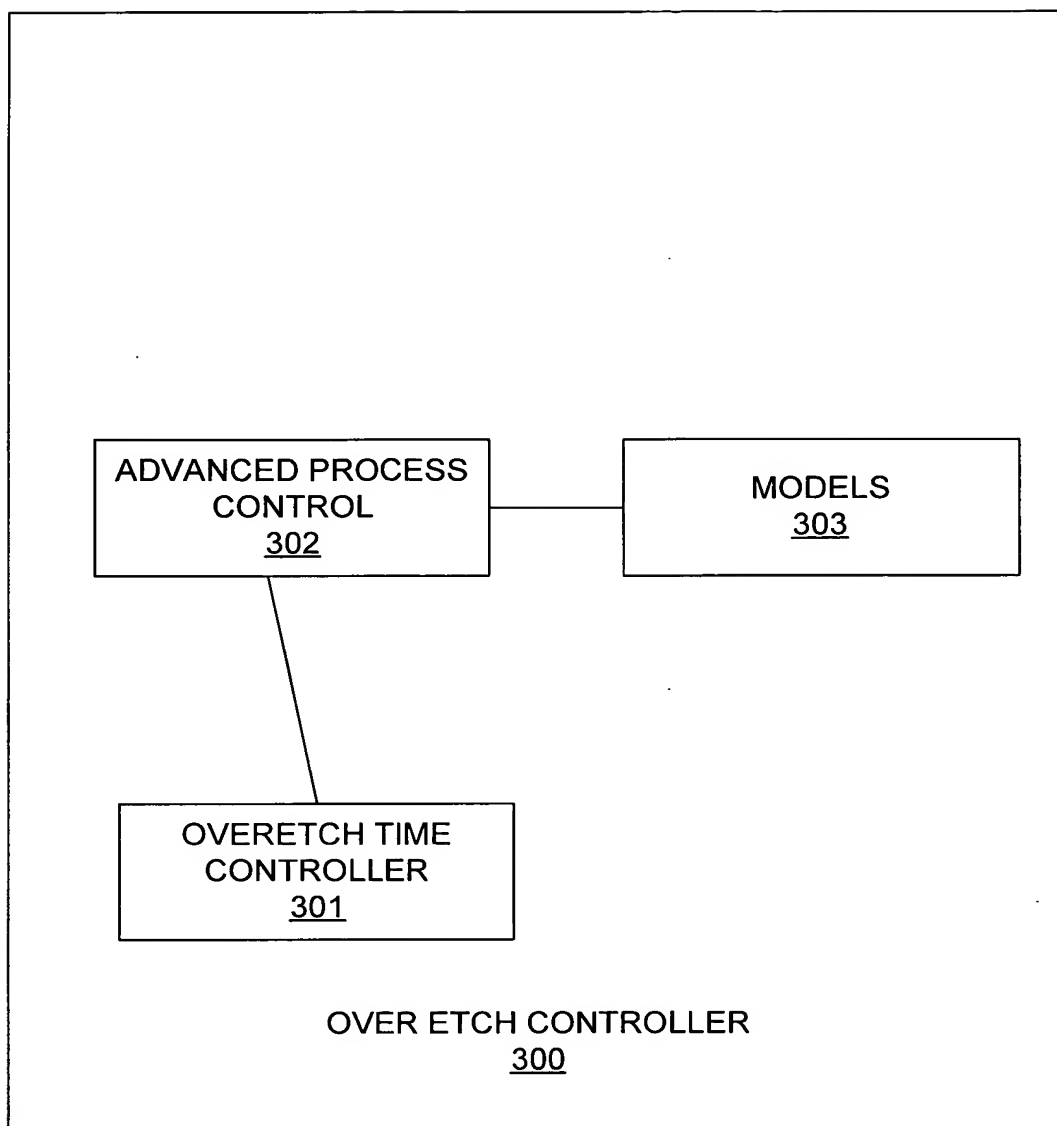 ADVANCED PROCESS
CONTROL
302
MODELS
303
OVERETCH TIME
CONTROLLER
301
OVER ETCH CONTROLLER
300